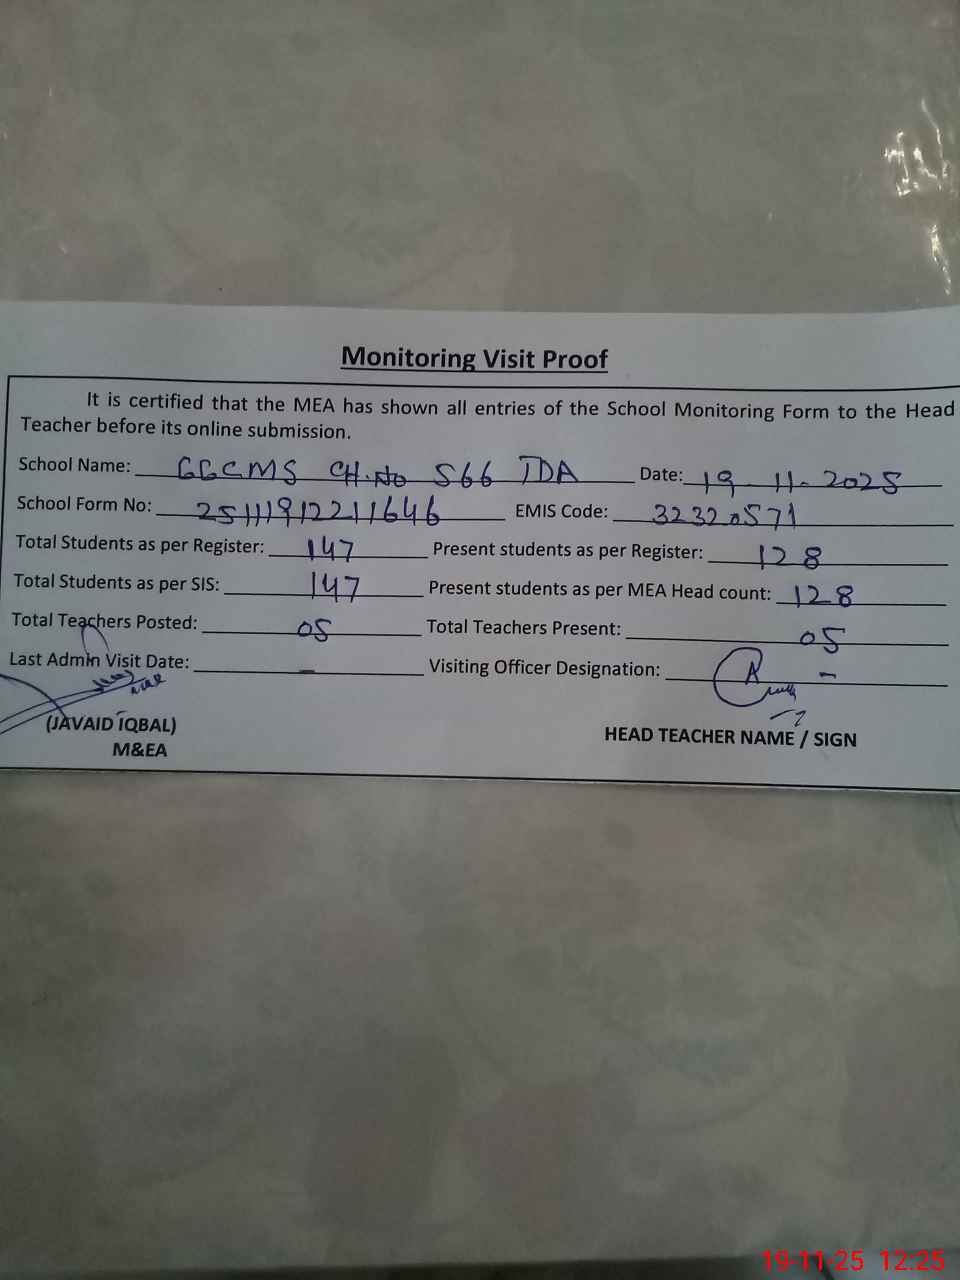 Monitoring Visit Proof
It is certified that the MEA has shown all entries of the School Monitoring Form to the Head
Teacher before its online submission.
School Name: GGCMS CH.No 566 TDA Date: 19-11-2025
School Form No: 25111912211646 EMIS Code: 32320571
Total Students as per Register: 147 Present students as per Register: 128
Total Students as per SIS: 147 Present students as per MEA Head count: 128
Total Teachers Posted: 05 Total Teachers Present: 05
Last Admin Visit Date: – Visiting Officer Designation: –
(JAVAID IQBAL)
M&EA
HEAD TEACHER NAME / SIGN
19-11-25 12:25